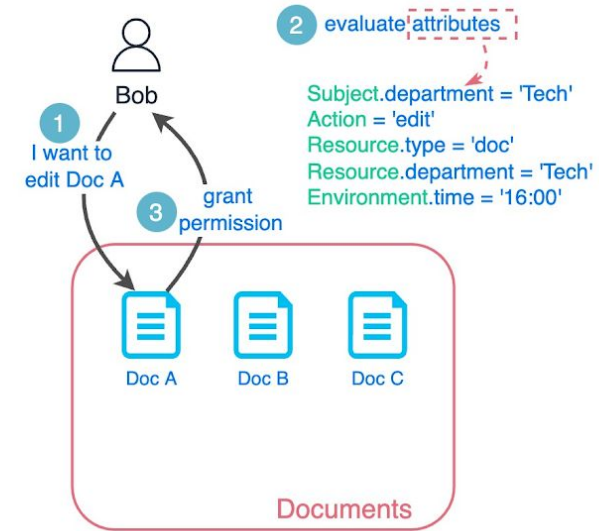 2 evaluate attributes
Bob
Subject.department = 'Tech'
Action = 'edit'
Resource.type = 'doc'
Resource.department = 'Tech'
Environment.time = '16:00'
1
I want to
edit Doc A
3 grant
permission
Doc A Doc B Doc C
Documents